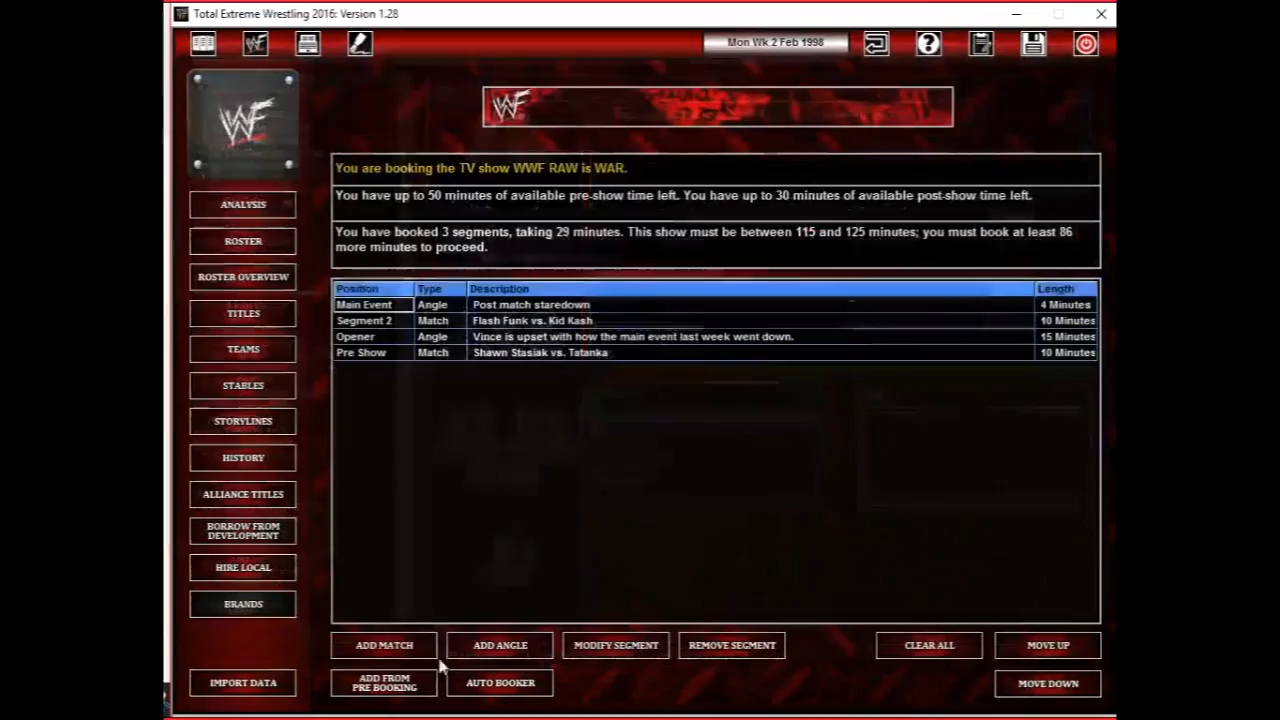 Total Extreme Wrestling 2016: Version 1.28
Mon Wk 2 Feb 1998
You are booking the TV show WWF RAW is WAR.
You have up to 50 minutes of available pre-show time left. You have up to 30 minutes of available post-show time left.
You have booked 3 segments, taking 29 minutes. This show must be between 115 and 125 minutes; you must book at least 86
more minutes to proceed.
Position Type Description Length
Main Event Angle Post match staredown 4 Minutes
Segment 2 Match Flash Funk vs. Kid Kash 10 Minutes
Opener Angle Vince is upset with how the main event last week went down. 15 Minutes
Pre Show Match Shawn Stasiak vs. Tatanka 10 Minutes
ANALYSIS
ROSTER
ROSTER OVERVIEW
TITLES
TEAMS
STABLES
STORYLINES
HISTORY
ALLIANCE TITLES
BORROW FROM
DEVELOPMENT
HIRE LOCAL
BRANDS
IMPORT DATA
ADD MATCH ADD ANGLE MODIFY SEGMENT REMOVE SEGMENT CLEAR ALL MOVE UP
ADD FROM
PRE BOOKING
AUTO BOOKER MOVE DOWN